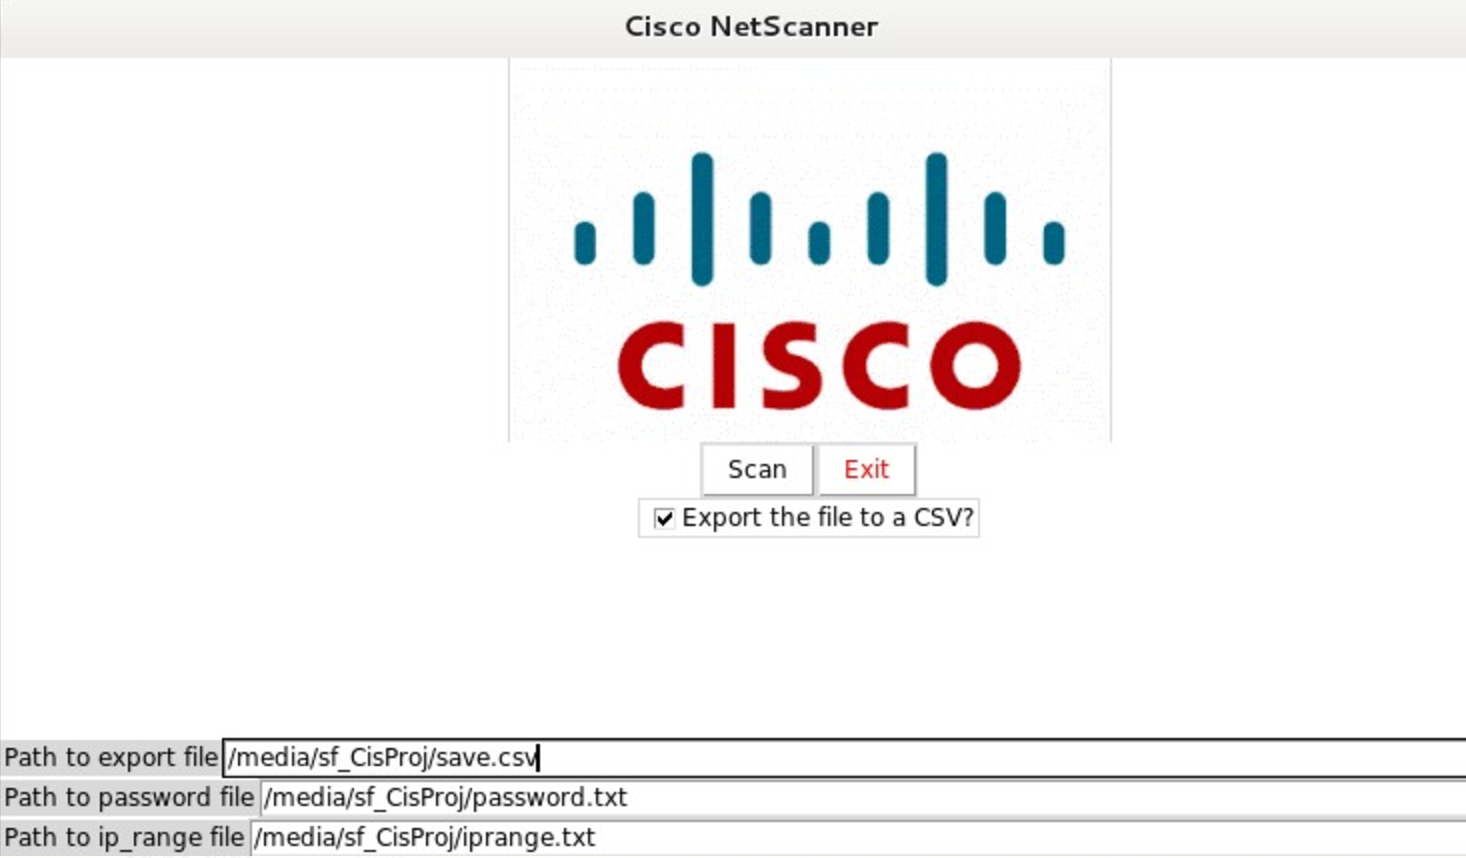 Cisco NetScanner
CISCO
Scan Exit
Export the file to a CSV?
Path to export file /media/sf_CisProj/save.csv
Path to password file /media/sf_CisProj/password.txt
Path to ip_range file /media/sf_CisProj/iprange.txt